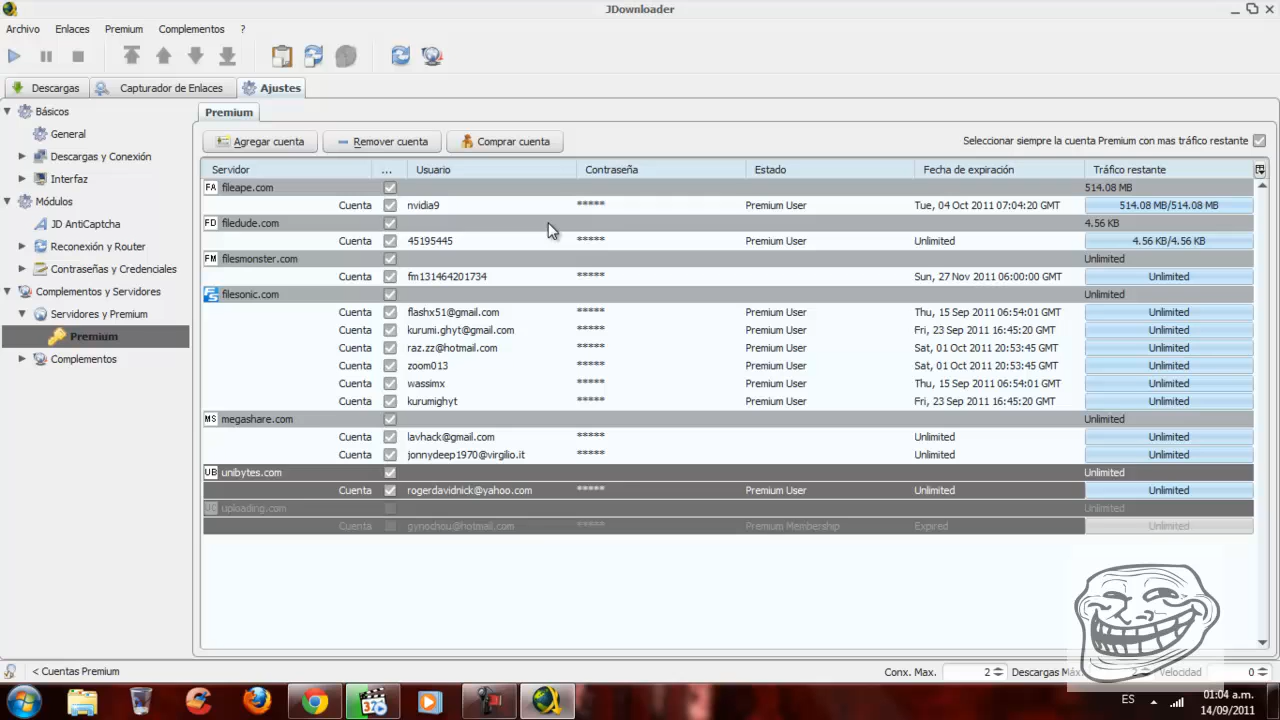 JDownloader
Archivo Enlaces Premium Complementos ?
Descargas Capturador de Enlaces Ajustes
Básicos
General
Descargas y Conexión
Interfaz
Módulos
JD AntiCaptcha
Reconexión y Router
Contraseñas y Credenciales
Complementos y Servidores
Servidores y Premium
Premium
Complementos
Premium
Agregar cuenta Remover cuenta Comprar cuenta Seleccionar siempre la cuenta Premium con mas tráfico restante
Servidor ... Usuario Contraseña Estado Fecha de expiración Tráfico restante
FA fileape.com 514.08 MB
Cuenta nvidia9 ***** Premium User Tue, 04 Oct 2011 07:04:20 GMT 514.08 MB/514.08 MB
FD filedude.com 4.56 KB
Cuenta 45195445 ***** Premium User Unlimited 4.56 KB/4.56 KB
FM filesmonster.com Unlimited
Cuenta fm131464201734 ***** Sun, 27 Nov 2011 06:00:00 GMT Unlimited
FS filesonic.com Unlimited
Cuenta flashx51@gmail.com ***** Premium User Thu, 15 Sep 2011 06:54:01 GMT Unlimited
Cuenta kurumi.ghyt@gmail.com ***** Premium User Fri, 23 Sep 2011 16:45:20 GMT Unlimited
Cuenta raz.zz@hotmail.com ***** Premium User Sat, 01 Oct 2011 20:53:45 GMT Unlimited
Cuenta zoom013 ***** Premium User Sat, 01 Oct 2011 20:53:45 GMT Unlimited
Cuenta wassimx ***** Premium User Thu, 15 Sep 2011 06:54:01 GMT Unlimited
Cuenta kurumighyt ***** Premium User Fri, 23 Sep 2011 16:45:20 GMT Unlimited
MS megashare.com Unlimited
Cuenta lavhack@gmail.com ***** Unlimited Unlimited
Cuenta jonnydeep1970@virgilio.it ***** Unlimited Unlimited
UB unibytes.com Unlimited
Cuenta rogerdavidnick@yahoo.com ***** Premium User Unlimited Unlimited
uploading.com Unlimited
Cuenta gynochou@hotmail.com ***** Premium Membership Expired Unlimited
< Cuentas Premium Conx. Max. 2 Descargas Máx. Velocidad 0
ES 01:04 a.m.
14/09/2011